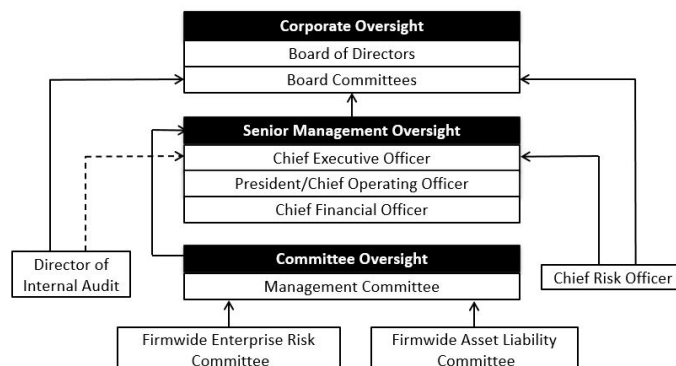 Corporate Oversight
Board of Directors
Board Committees
Senior Management Oversight
Chief Executive Officer
President/Chief Operating Officer
Chief Financial Officer
Director of
Internal Audit
Committee Oversight
Management Committee
Chief Risk Officer
Firmwide Enterprise Risk
Committee
Firmwide Asset Liability
Committee